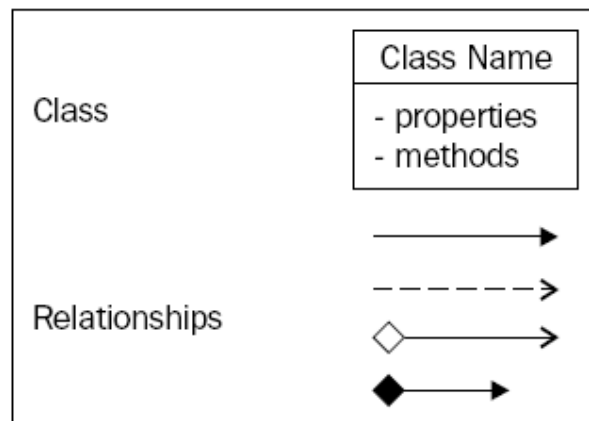 Class Name
Class
- properties
- methods
Relationships